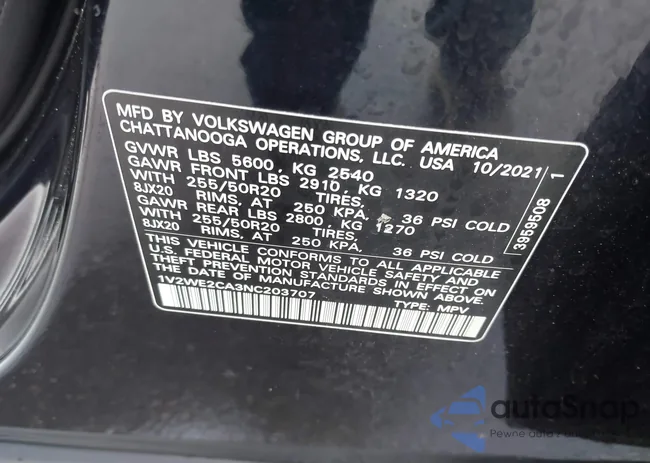 MFD BY VOLKSWAGEN GROUP OF AMERICA
CHATTANOOGA OPERATIONS, LLC. USA 10/2021
GVWR LBS 5600, KG 2540
GAWR FRONT LBS 2910, KG 1320
WITH 255/50R20 TIRES,
8JX20 RIMS, AT 250 KPA, 36 PSI COLD
GAWR REAR LBS 2800, KG 1270
WITH 255/50R20 TIRES
8JX20 RIMS, AT 250 KPA, 36 PSI COLD
THIS VEHICLE CONFORMS TO ALL APPLICABLE
U.S. FEDERAL MOTOR VEHICLE SAFETY AND
THEFT PREVENTION STANDARDS IN EFFECT ON
THE DATE OF MANUFACTURE SHOWN ABOVE.
1V2WE2CA3NC203707
TYPE: MPV
3959508 1
autoSnap
Pewne auto